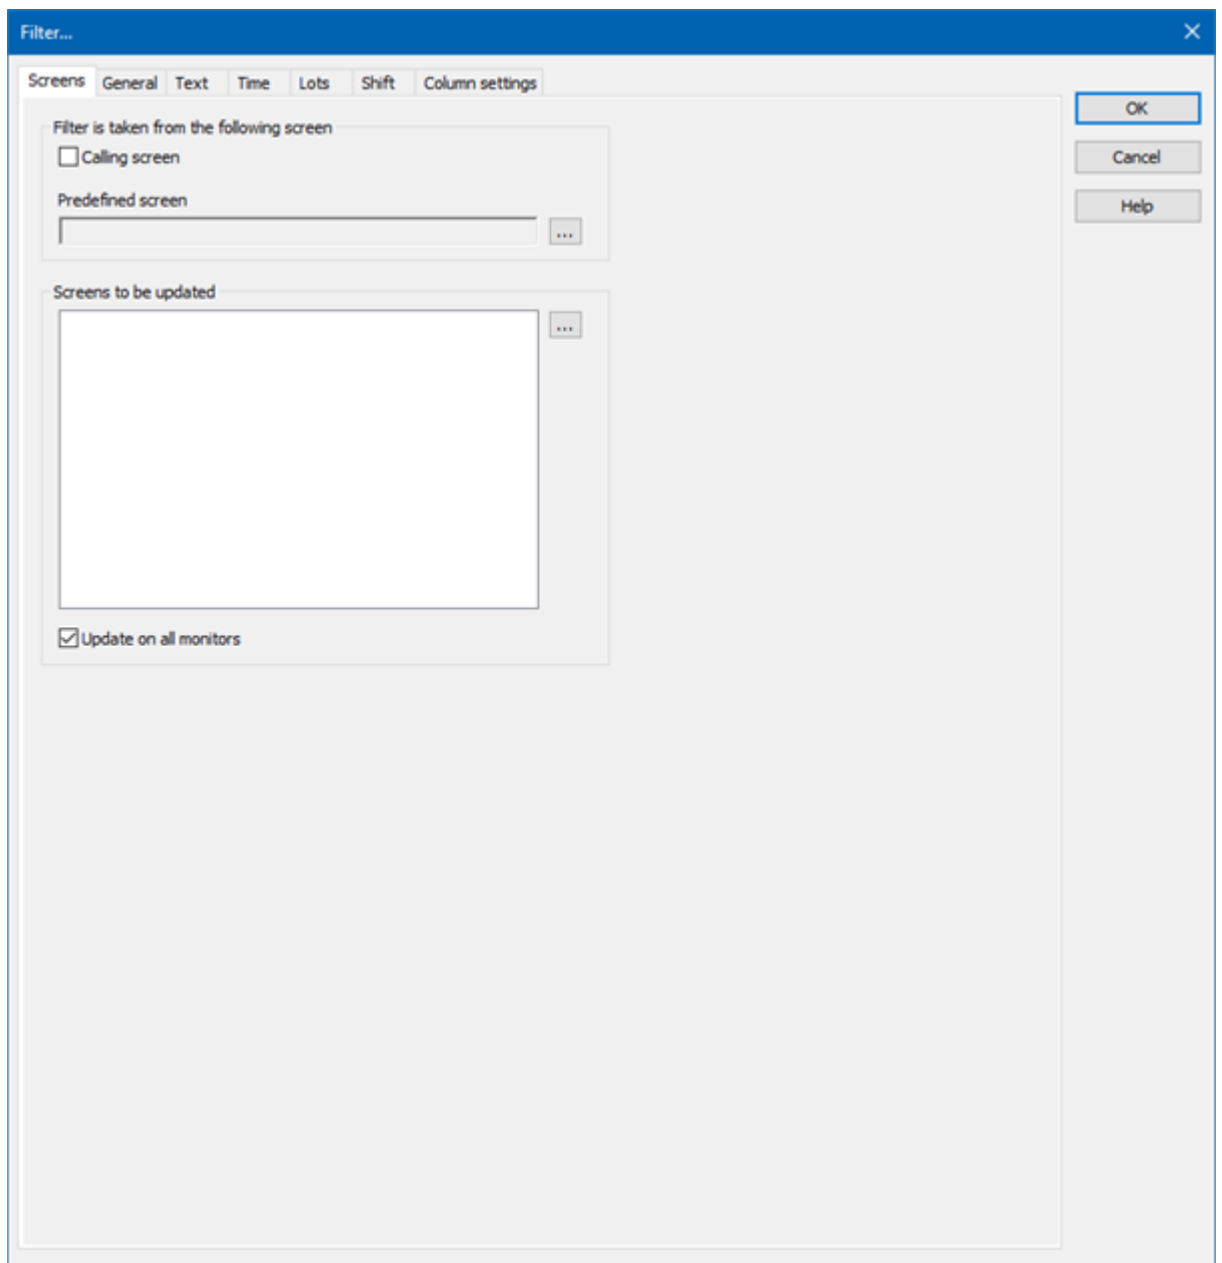 Filter...
Screens General Text Time Lots Shift Column settings
OK
Cancel
Help
Filter is taken from the following screen
Calling screen
Predefined screen
...
Screens to be updated
...
Update on all monitors